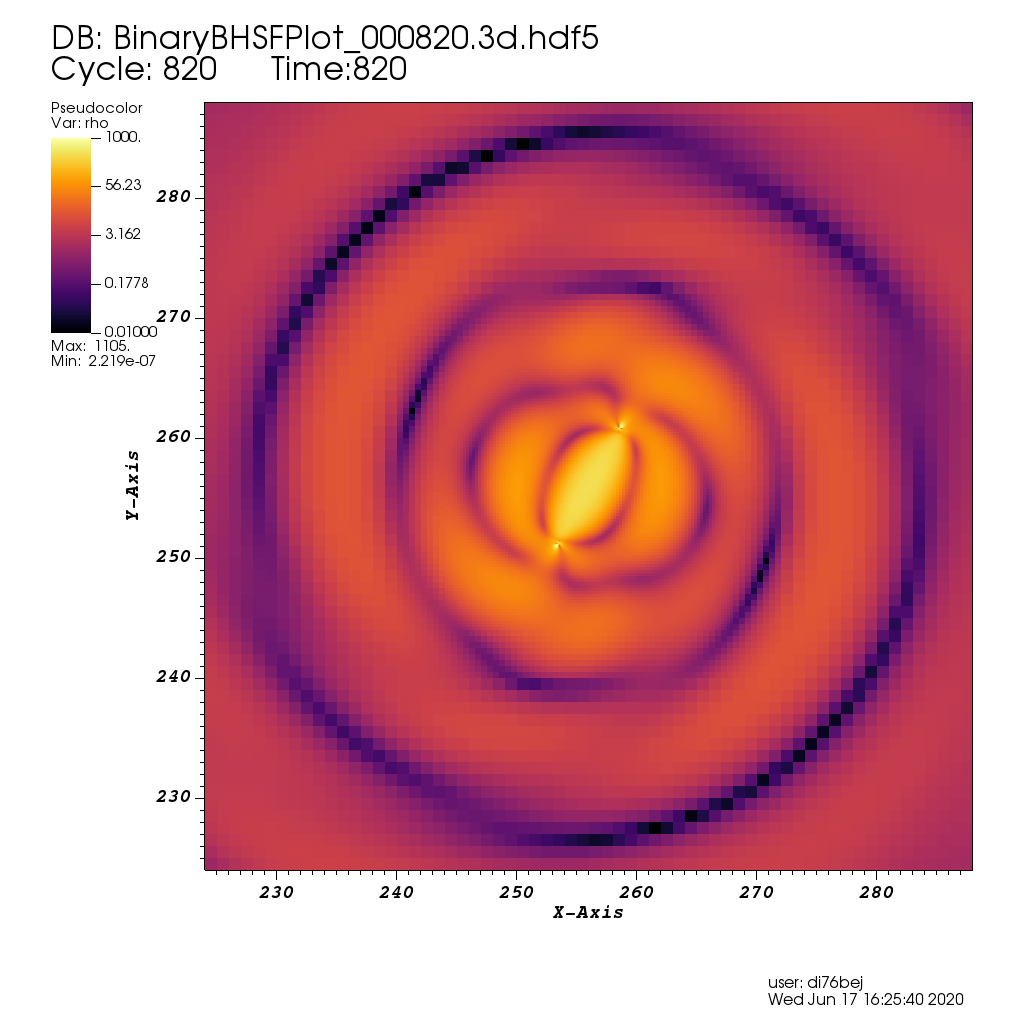 DB: BinaryBHSFPlot_000820.3d.hdf5
Cycle: 820 Time:820
Pseudocolor
Var: rho
1000.
56.23
3.162
0.1778
0.01000
Max: 1105.
Min: 2.219e-07
280
270
260
250
240
230
Y-Axis
230 240 250 260 270 280
X-Axis
user: di76bej
Wed Jun 17 16:25:40 2020